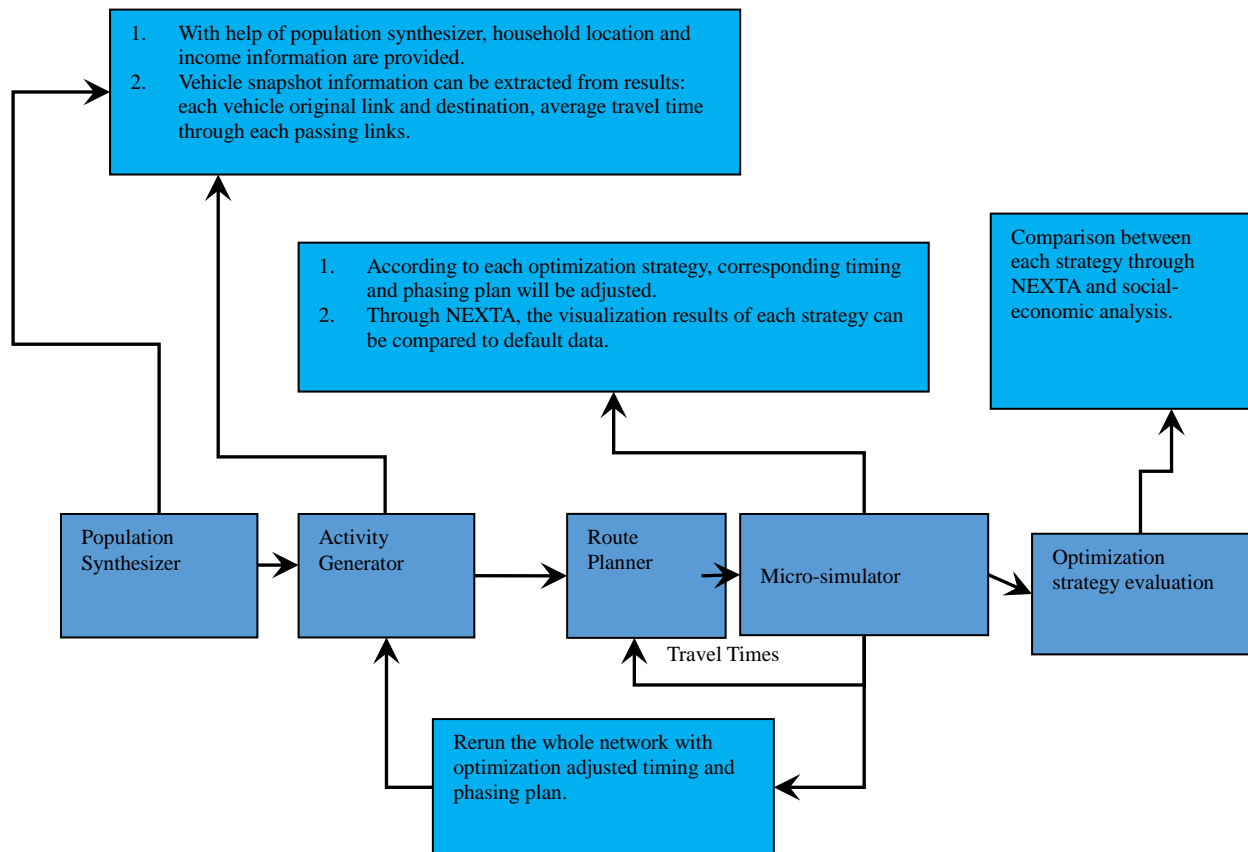 1. With help of population synthesizer, household location and
income information are provided.
2. Vehicle snapshot information can be extracted from results:
each vehicle original link and destination, average travel time
through each passing links.
1. According to each optimization strategy, corresponding timing
and phasing plan will be adjusted.
2. Through NEXTA, the visualization results of each strategy can
be compared to default data.
Comparison between
each strategy through
NEXTA and social-
economic analysis.
Population
Synthesizer
Activity
Generator
Route
Planner
Micro-simulator
Optimization
strategy evaluation
Travel Times
Rerun the whole network with
optimization adjusted timing and
phasing plan.